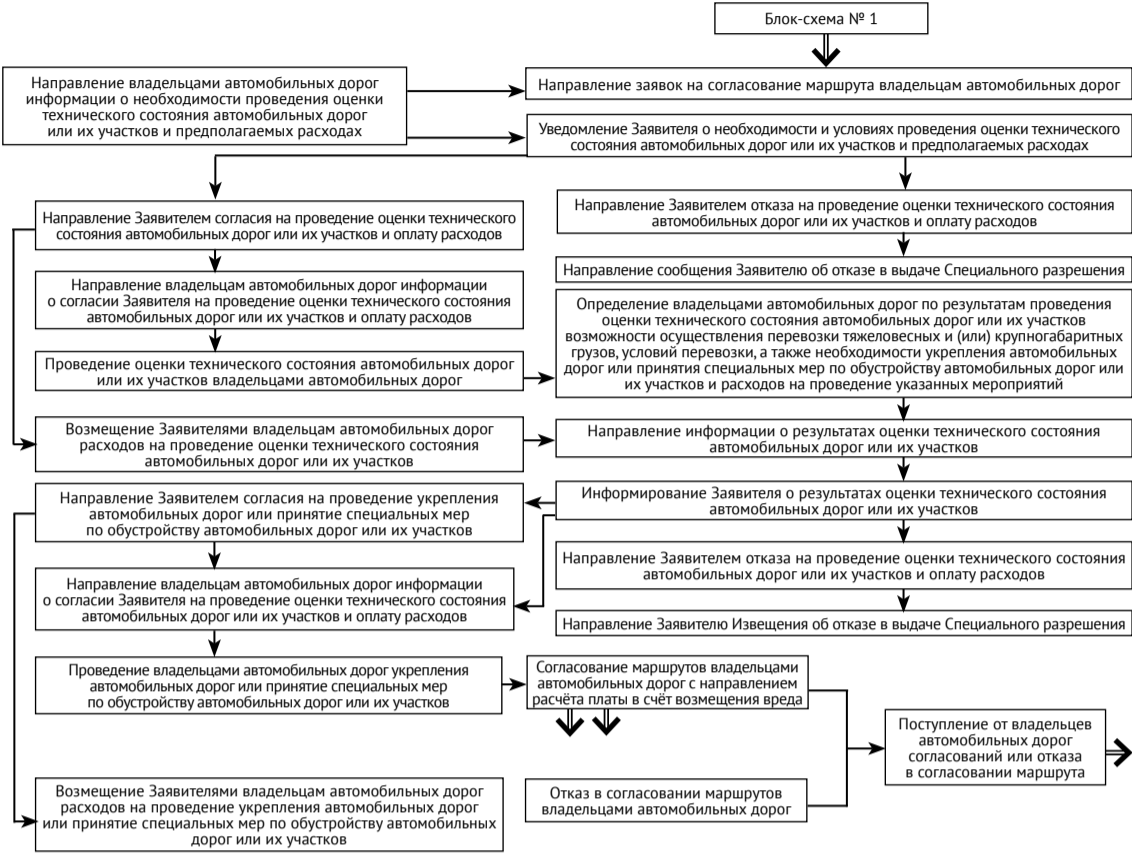 Блок-схема № 1
Направление владельцами автомобильных дорог
информации о необходимости проведения оценки
технического состояния автомобильных дорог
или их участков и предполагаемых расходах
Направление заявок на согласование маршрута владельцам автомобильных дорог
Уведомление Заявителя о необходимости и условиях проведения оценки технического
состояния автомобильных дорог или их участков и предполагаемых расходах
Направление Заявителем согласия на проведение оценки технического
состояния автомобильных дорог или их участков и оплату расходов
Направление Заявителем отказа на проведение оценки технического состояния
автомобильных дорог или их участков и оплату расходов
Направление сообщения Заявителю об отказе в выдаче Специального разрешения
Направление владельцам автомобильных дорог информации
о согласии Заявителя на проведение оценки технического состояния
автомобильных дорог или их участков и оплату расходов
Определение владельцами автомобильных дорог по результатам проведения
оценки технического состояния автомобильных дорог или их участков
возможности осуществления перевозки тяжеловесных и (или) крупногабаритных
грузов, условий перевозки, а также необходимости укрепления автомобильных
дорог или принятия специальных мер по обустройству автомобильных дорог или
их участков и расходов на проведение указанных мероприятий
Проведение оценки технического состояния автомобильных дорог
или их участков владельцами автомобильных дорог
Возмещение Заявителями владельцам автомобильных дорог
расходов на проведение оценки технического состояния
автомобильных дорог или их участков
Направление информации о результатах оценки технического состояния
автомобильных дорог или их участков
Направление Заявителем согласия на проведение укрепления
автомобильных дорог или принятие специальных мер
по обустройству автомобильных дорог или их участков
Информирование Заявителя о результатах оценки технического состояния
автомобильных дорог или их участков
Направление Заявителем отказа на проведение оценки технического состояния
автомобильных дорог или их участков и оплату расходов
Направление владельцам автомобильных дорог информации
о согласии Заявителя на проведение оценки технического состояния
автомобильных дорог или их участков и оплату расходов
Направление Заявителю Извещения об отказе в выдаче Специального разрешения
Проведение владельцами автомобильных дорог укрепления
автомобильных дорог или принятие специальных мер
по обустройству автомобильных дорог или их участков
Согласование маршрутов владельцами
автомобильных дорог с направлением
расчёта платы в счёт возмещения вреда
Поступление от владельцев
автомобильных дорог
согласований или отказа
в согласовании маршрута
Возмещение Заявителями владельцам автомобильных дорог
расходов на проведение укрепления автомобильных дорог
или принятие специальных мер по обустройству автомобильных
дорог или их участков
Отказ в согласовании маршрутов
владельцами автомобильных дорог